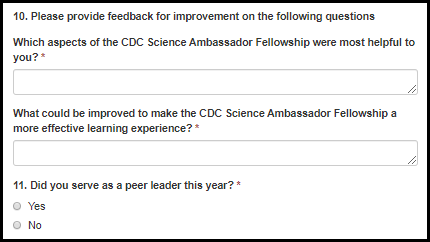 10. Please provide feedback for improvement on the following questions
Which aspects of the CDC Science Ambassador Fellowship were most helpful to
you? *
What could be improved to make the CDC Science Ambassador Fellowship a
more effective learning experience? *
11. Did you serve as a peer leader this year? *
Yes
No